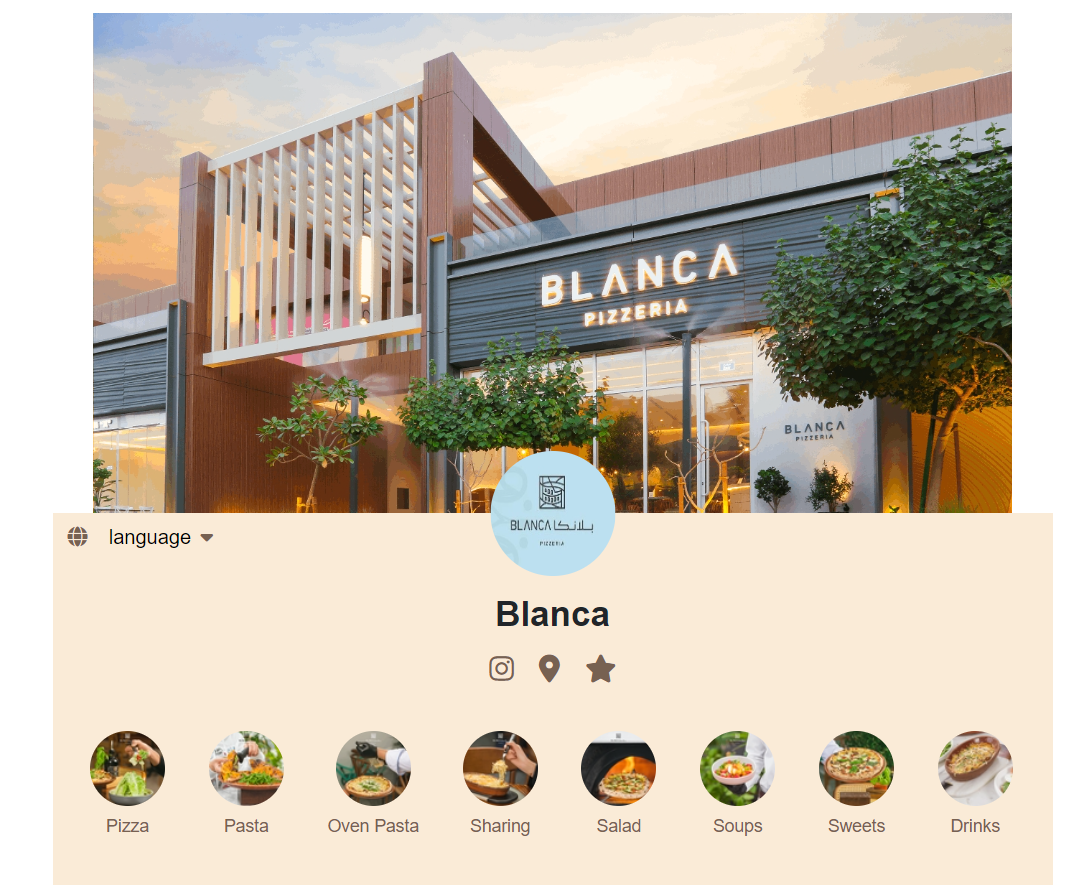 BLANCA
PIZZERIA
BLANCA
PIZZERIA
language
BLANCA بلانكا
PIZZERIA
Blanca
Pizza
Pasta
Oven Pasta
Sharing
Salad
Soups
Sweets
Drinks